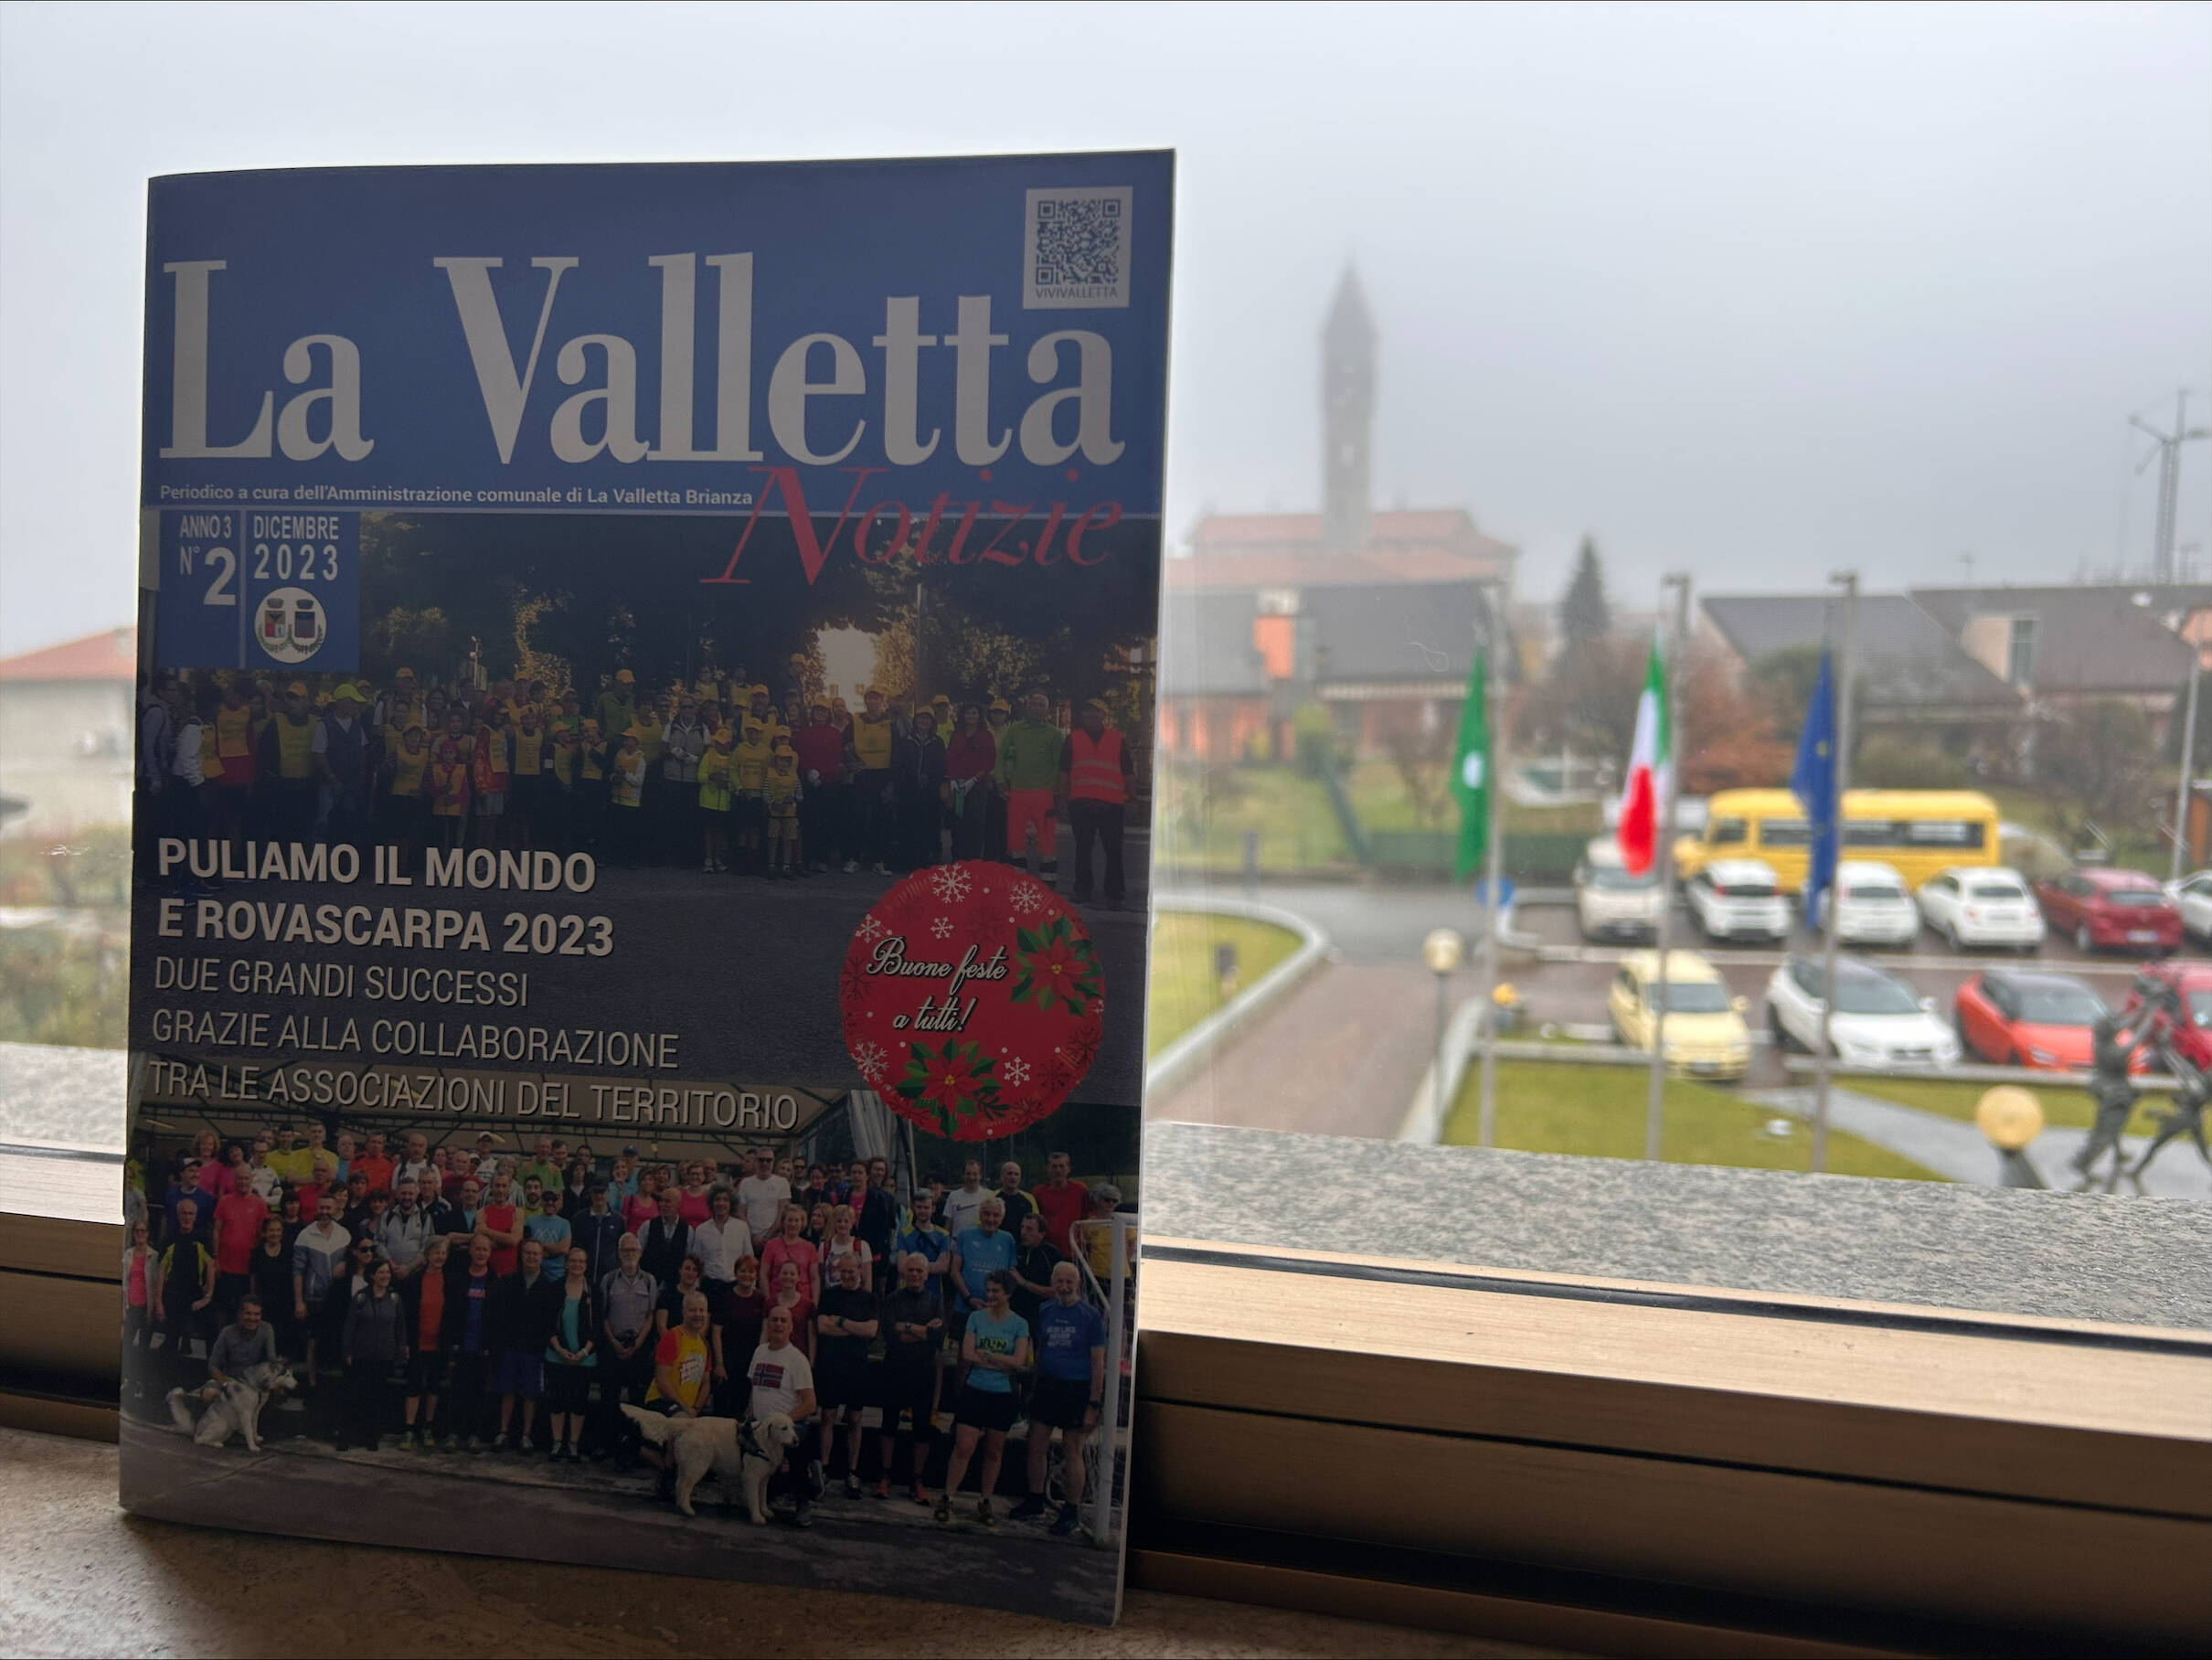 VIVIVALLETTA
La Valletta
Notizie
Periodico a cura dell'Amministrazione comunale di La Valletta Brianza
ANNO 3
N° 2
DICEMBRE
2023
PULIAMO IL MONDO
E ROVASCARPA 2023
DUE GRANDI SUCCESSI
GRAZIE ALLA COLLABORAZIONE
TRA LE ASSOCIAZIONI DEL TERRITORIO
Buone feste
a tutti!